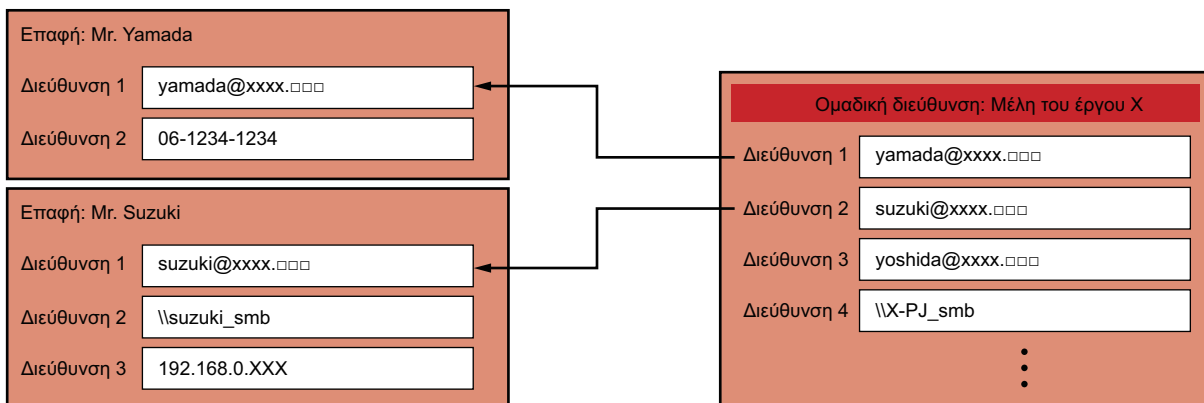 Επαφή: Mr. Yamada
Διεύθυνση 1 yamada@xxxx.□□□
Διεύθυνση 2 06-1234-1234
Επαφή: Mr. Suzuki
Διεύθυνση 1 suzuki@xxxx.□□□
Διεύθυνση 2 \\suzuki_smb
Διεύθυνση 3 192.168.0.XXX
Ομαδική διεύθυνση: Μέλη του έργου X
Διεύθυνση 1 yamada@xxxx.□□□
Διεύθυνση 2 suzuki@xxxx.□□□
Διεύθυνση 3 yoshida@xxxx.□□□
Διεύθυνση 4 \\X-PJ_smb